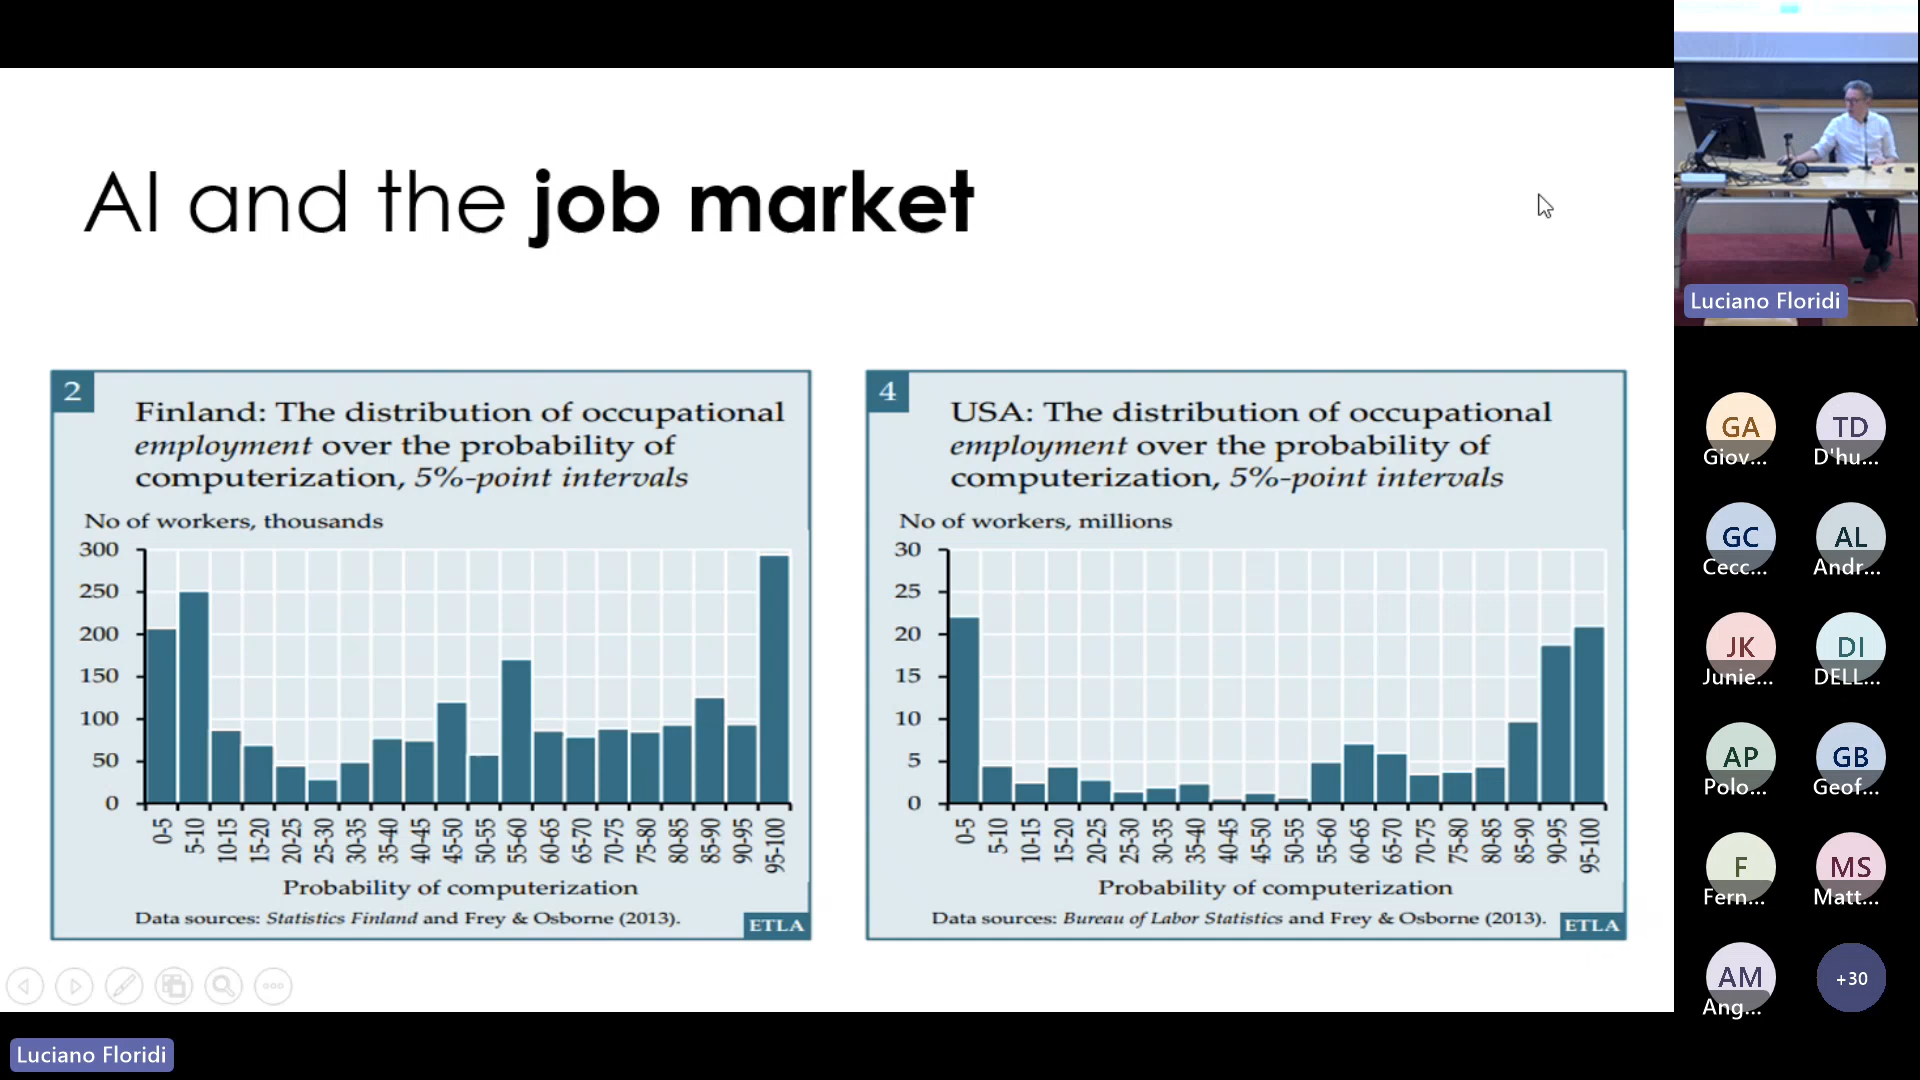 AI and the job market
2
Finland: The distribution of occupational
employment over the probability of
computerization, 5%-point intervals
No of workers, thousands
300
250
200
150
100
50
0
0-5
5-10
10-15
15-20
20-25
25-30
30-35
35-40
40-45
45-50
50-55
55-60
60-65
65-70
70-75
75-80
80-85
85-90
90-95
95-100
Probability of computerization
Data sources: Statistics Finland and Frey & Osborne (2013).
ETLA
4
USA: The distribution of occupational
employment over the probability of
computerization, 5%-point intervals
No of workers, millions
30
25
20
15
10
5
0
0-5
5-10
10-15
15-20
20-25
25-30
30-35
35-40
40-45
45-50
50-55
55-60
60-65
65-70
70-75
75-80
80-85
85-90
90-95
95-100
Probability of computerization
Data sources: Bureau of Labor Statistics and Frey & Osborne (2013).
ETLA
Luciano Floridi
Luciano Floridi
GA
Giov...
TD
D'hu...
GC
Cecc...
AL
Andr...
JK
Junie...
DI
DELL...
AP
Polo...
GB
Geof...
F
Fern...
MS
Matt...
AM
Ang...
+30